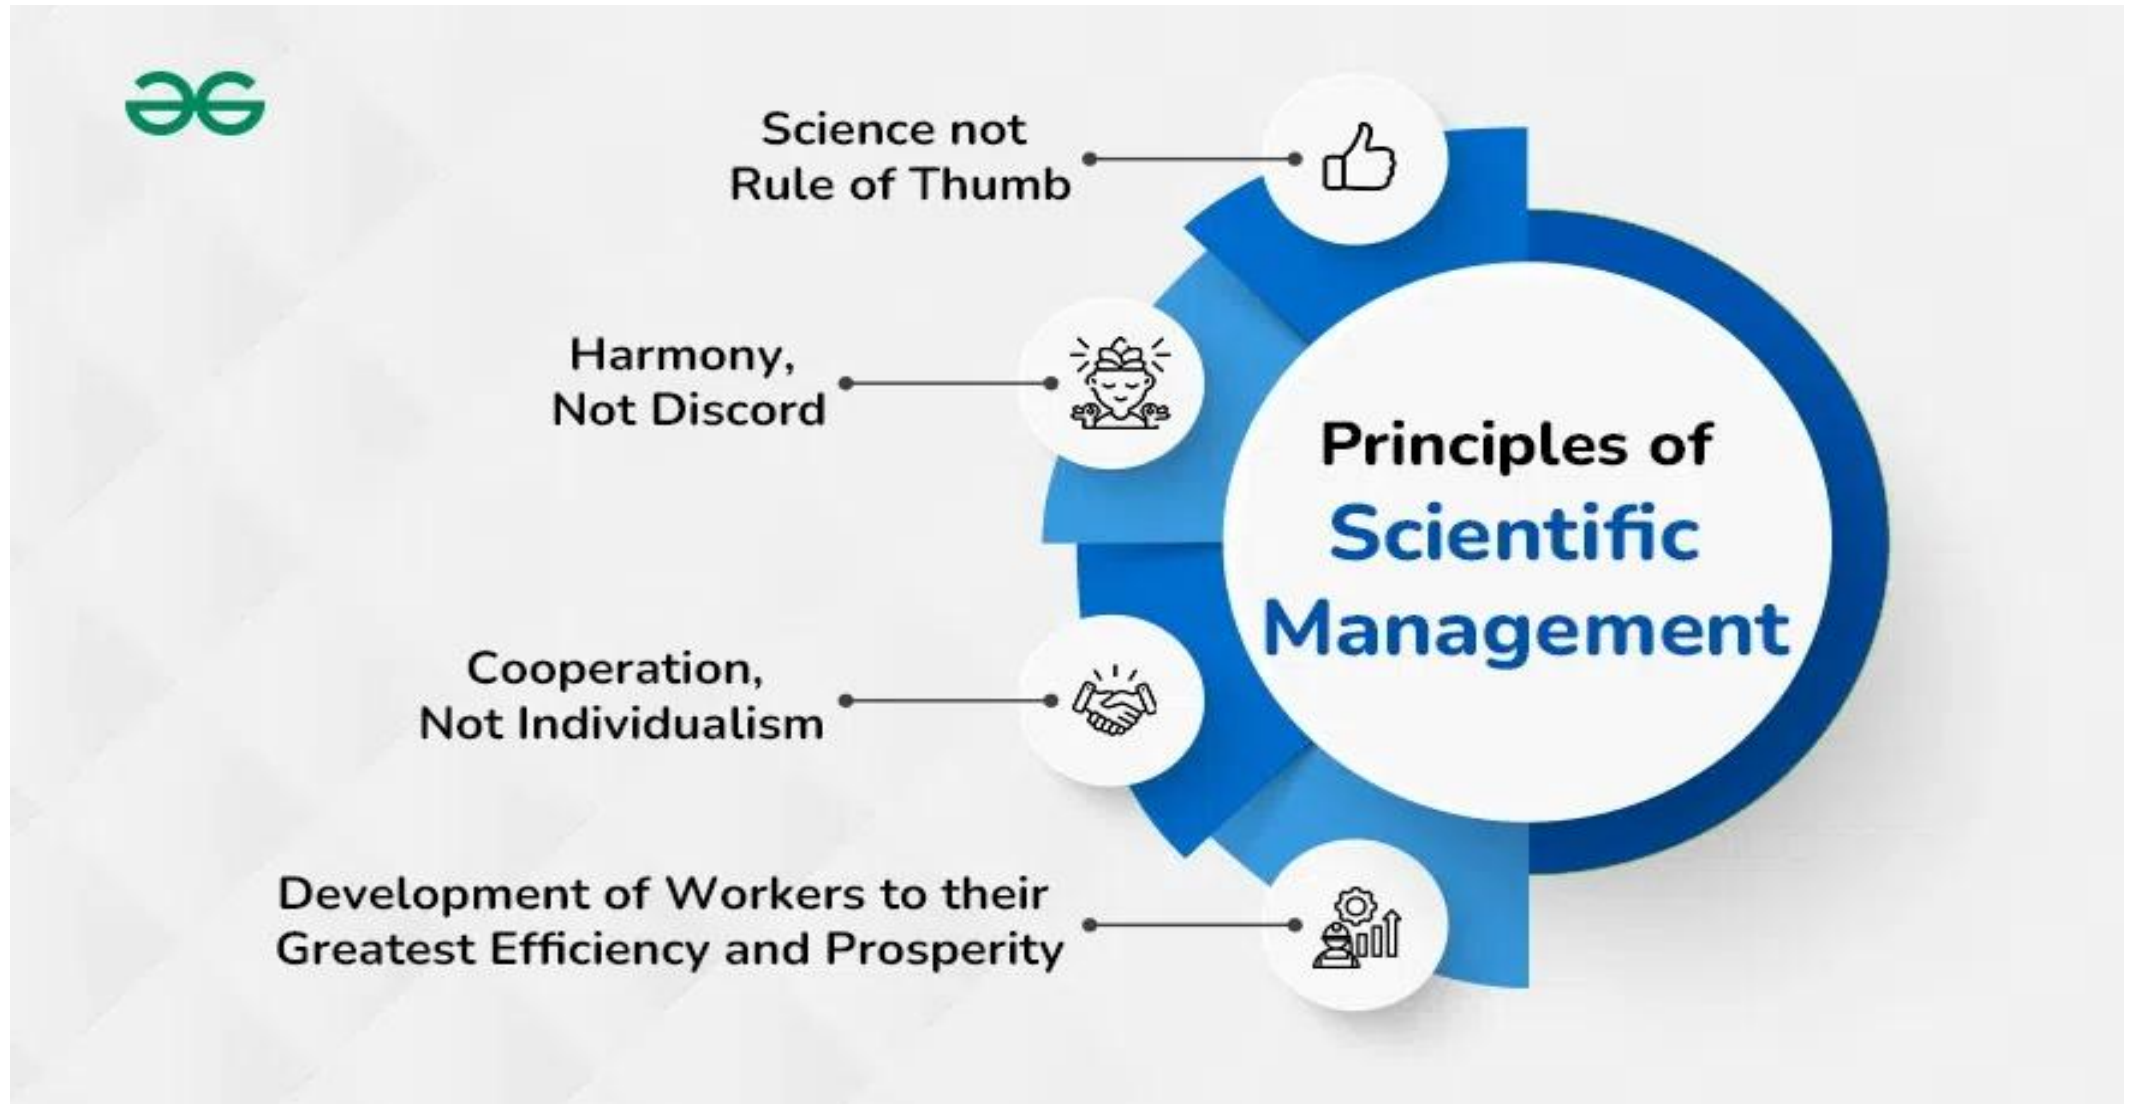 Science not
Rule of Thumb
Harmony,
Not Discord
Cooperation,
Not Individualism
Development of Workers to their
Greatest Efficiency and Prosperity
Principles of
Scientific
Management